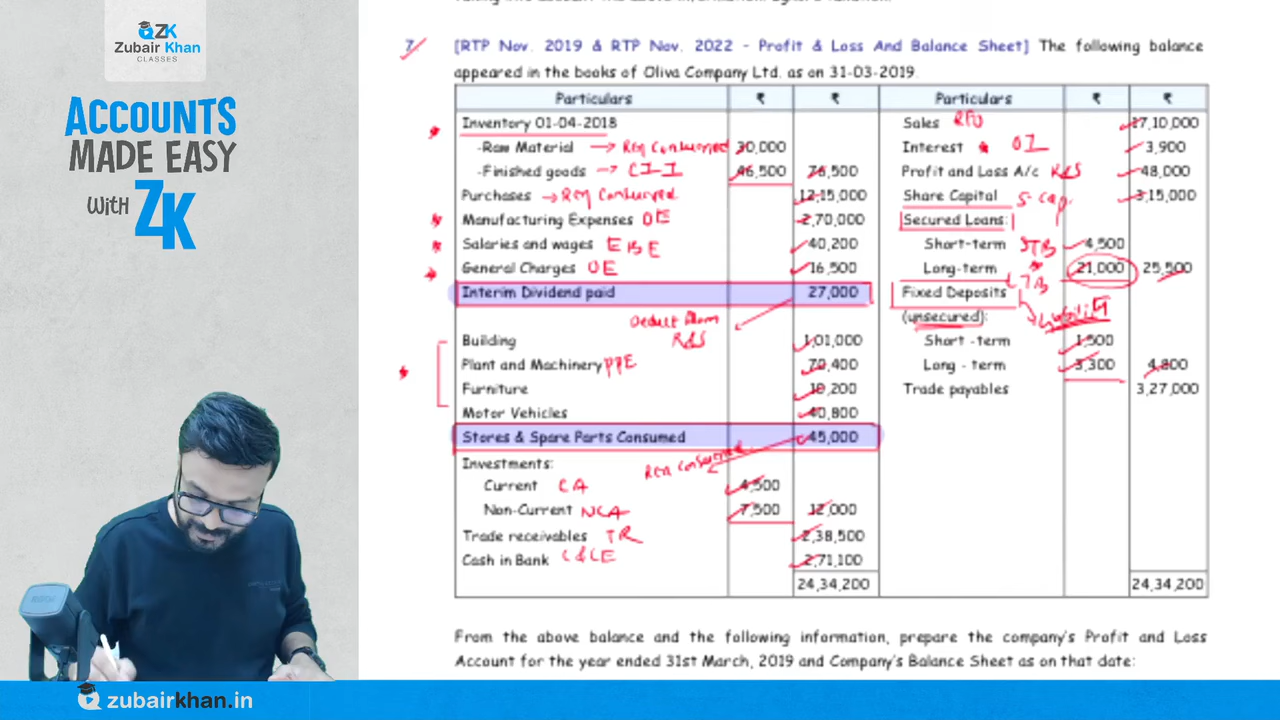 ZK
Zubair Khan
CLASSES
ACCOUNTS
MADE EASY
with ZK
zubairkhan.in
7 [RTP Nov. 2019 & RTP Nov. 2022 - Profit & Loss And Balance Sheet] The following balance
appeared in the books of Oliva Company Ltd. as on 31-03-2019.
Particulars ₹ ₹ Particulars ₹ ₹
Inventory 01-04-2018 Sales RFO 17,10,000
-Raw Material → RM Consumed 30,000 Interest OI 3,900
-Finished goods → CI-I 46,500 76,500 Profit and Loss A/c R&S 48,000
Purchases → RM Consumed 12,15,000 Share Capital S. cap. 3,15,000
Manufacturing Expenses OE 2,70,000 Secured Loans:
Salaries and wages EBE 40,200 Short-term STB 4,500
General Charges OE 16,500 Long-term LTB 21,000 25,500
Interim Dividend paid 27,000 Fixed Deposits
Deduct from R&S (unsecured): Liability
Building 1,01,000 Short -term 1,500
Plant and Machinery PPE 70,400 Long - term 3,300 4,800
Furniture 10,200 Trade payables 3,27,000
Motor Vehicles 40,800
Stores & Spare Parts Consumed 45,000
Investments: RM Consumed
Current CA 4,500
Non-Current NCA 7,500 12,000
Trade receivables TR 2,38,500
Cash in Bank C&CE 2,71,100
24,34,200 24,34,200
From the above balance and the following information, prepare the company's Profit and Loss
Account for the year ended 31st March, 2019 and Company's Balance Sheet as on that date: